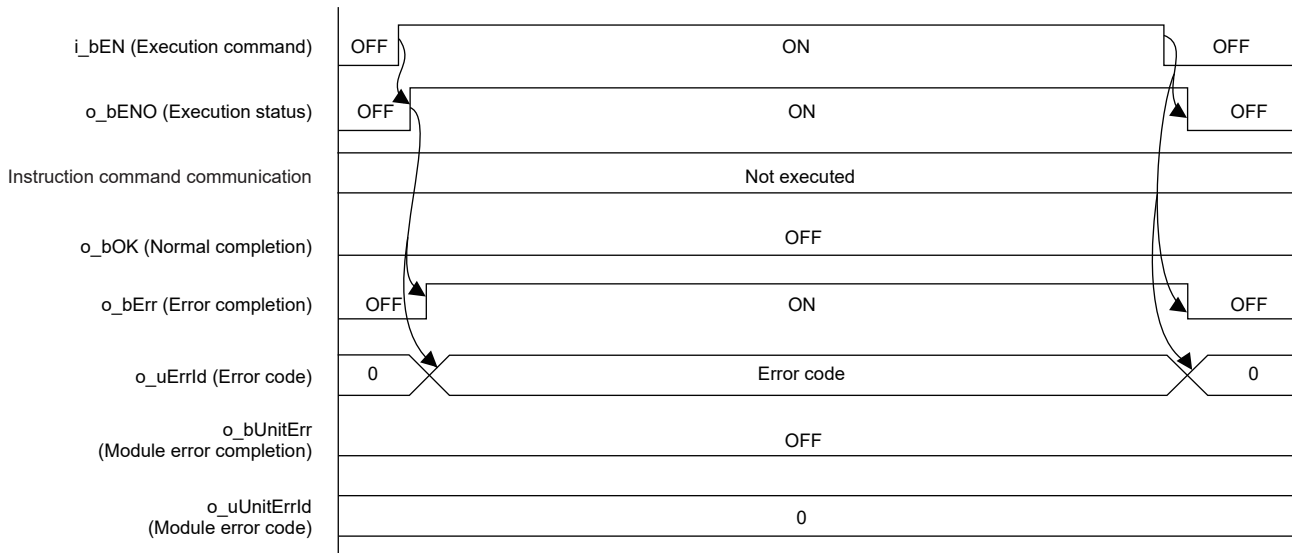 i_bEN (Execution command) OFF ON OFF
o_bENO (Execution status) OFF ON OFF
Instruction command communication Not executed
o_bOK (Normal completion) OFF
o_bErr (Error completion) OFF ON OFF
o_uErrId (Error code) 0 Error code 0
o_bUnitErr
(Module error completion) OFF
o_uUnitErrId
(Module error code) 0